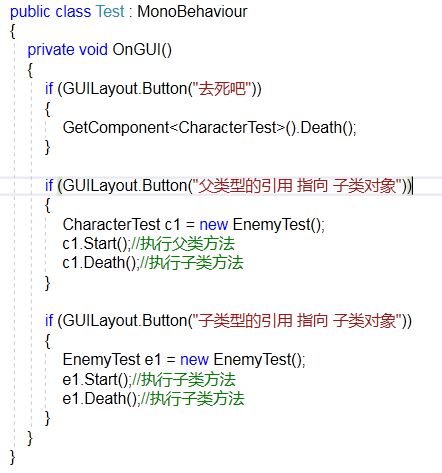 public class Test : MonoBehaviour
{
private void OnGUI()
{
if (GUILayout.Button("去死吧"))
{
GetComponent<CharacterTest>().Death();
}
if (GUILayout.Button("父类型的引用 指向 子类对象"))
{
CharacterTest c1 = new EnemyTest();
c1.Start();//执行父类方法
c1.Death();//执行子类方法
}
if (GUILayout.Button("子类型的引用 指向 子类对象"))
{
EnemyTest e1 = new EnemyTest();
e1.Start();//执行子类方法
e1.Death();//执行子类方法
}
}
}